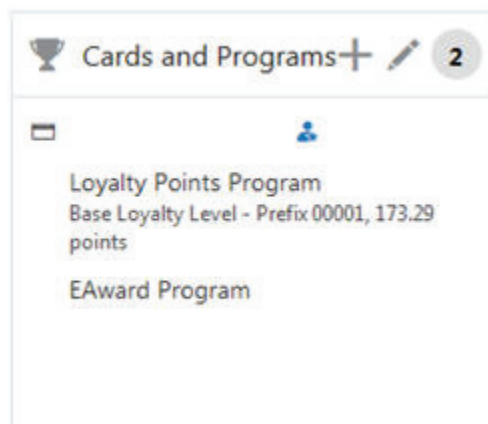 Cards and Programs 2
Loyalty Points Program
Base Loyalty Level - Prefix 00001, 173.29
points
EAward Program